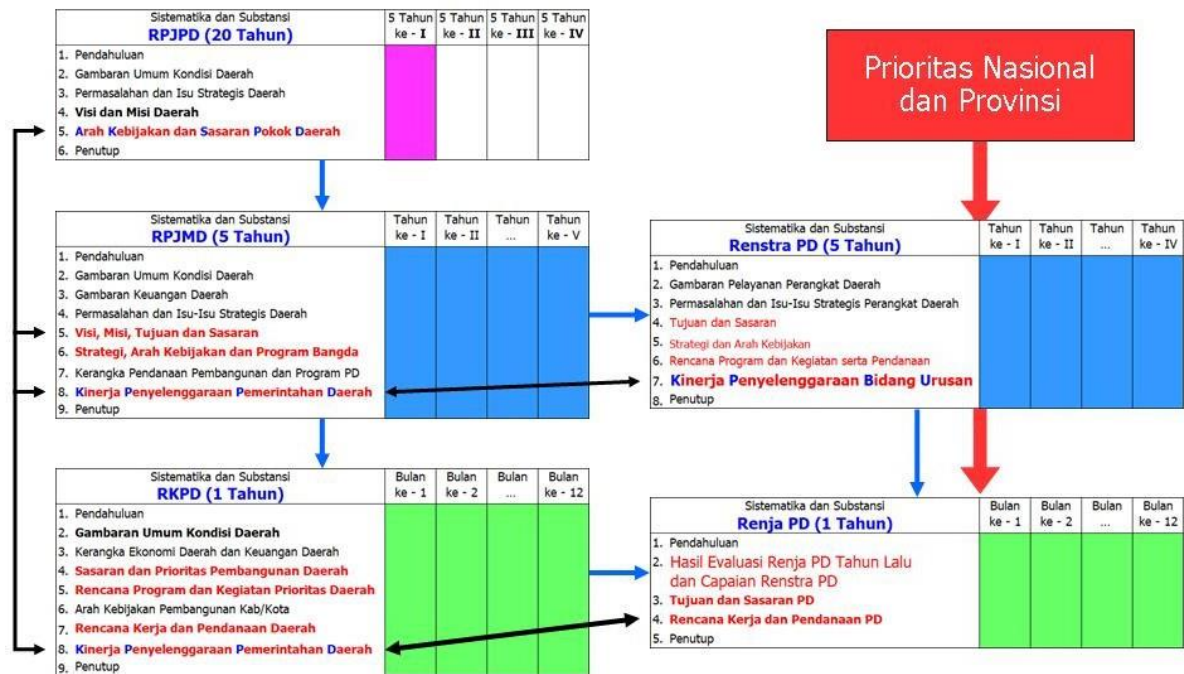 Sistematika dan Substansi
RPJPD (20 Tahun)
5 Tahun 5 Tahun 5 Tahun 5 Tahun
ke - I ke - II ke - III ke - IV
1. Pendahuluan
2. Gambaran Umum Kondisi Daerah
3. Permasalahan dan Isu Strategis Daerah
4. Visi dan Misi Daerah
5. Arah Kebijakan dan Sasaran Pokok Daerah
6. Penutup
Prioritas Nasional
dan Provinsi
Sistematika dan Substansi
RPJMD (5 Tahun)
Tahun Tahun Tahun Tahun
ke - I ke - II ... ke - V
1. Pendahuluan
2. Gambaran Umum Kondisi Daerah
3. Gambaran Keuangan Daerah
4. Permasalahan dan Isu-Isu Strategis Daerah
5. Visi, Misi, Tujuan dan Sasaran
6. Strategi, Arah Kebijakan dan Program Bangda
7. Kerangka Pendanaan Pembangunan dan Program PD
8. Kinerja Penyelenggaraan Pemerintahan Daerah
9. Penutup
Sistematika dan Substansi
Renstra PD (5 Tahun)
Tahun Tahun Tahun Tahun
ke - I ke - II ... ke - IV
1. Pendahuluan
2. Gambaran Pelayanan Perangkat Daerah
3. Permasalahan dan Isu-Isu Strategis Perangkat Daerah
4. Tujuan dan Sasaran
5. Strategi dan Arah Kebijakan
6. Rencana Program dan Kegiatan serta Pendanaan
7. Kinerja Penyelenggaraan Bidang Urusan
8. Penutup
Sistematika dan Substansi
RKPD (1 Tahun)
Bulan Bulan Bulan Bulan
ke - 1 ke - 2 ... ke - 12
1. Pendahuluan
2. Gambaran Umum Kondisi Daerah
3. Kerangka Ekonomi Daerah dan Keuangan Daerah
4. Sasaran dan Prioritas Pembangunan Daerah
5. Rencana Program dan Kegiatan Prioritas Daerah
6. Arah Kebijakan Pembangunan Kab/Kota
7. Rencana Kerja dan Pendanaan Daerah
8. Kinerja Penyelenggaraan Pemerintahan Daerah
9. Penutup
Sistematika dan Substansi
Renja PD (1 Tahun)
Bulan Bulan Bulan Bulan
ke - 1 ke - 2 ... ke - 12
1. Pendahuluan
2. Hasil Evaluasi Renja PD Tahun Lalu
dan Capaian Renstra PD
3. Tujuan dan Sasaran PD
4. Rencana Kerja dan Pendanaan PD
5. Penutup